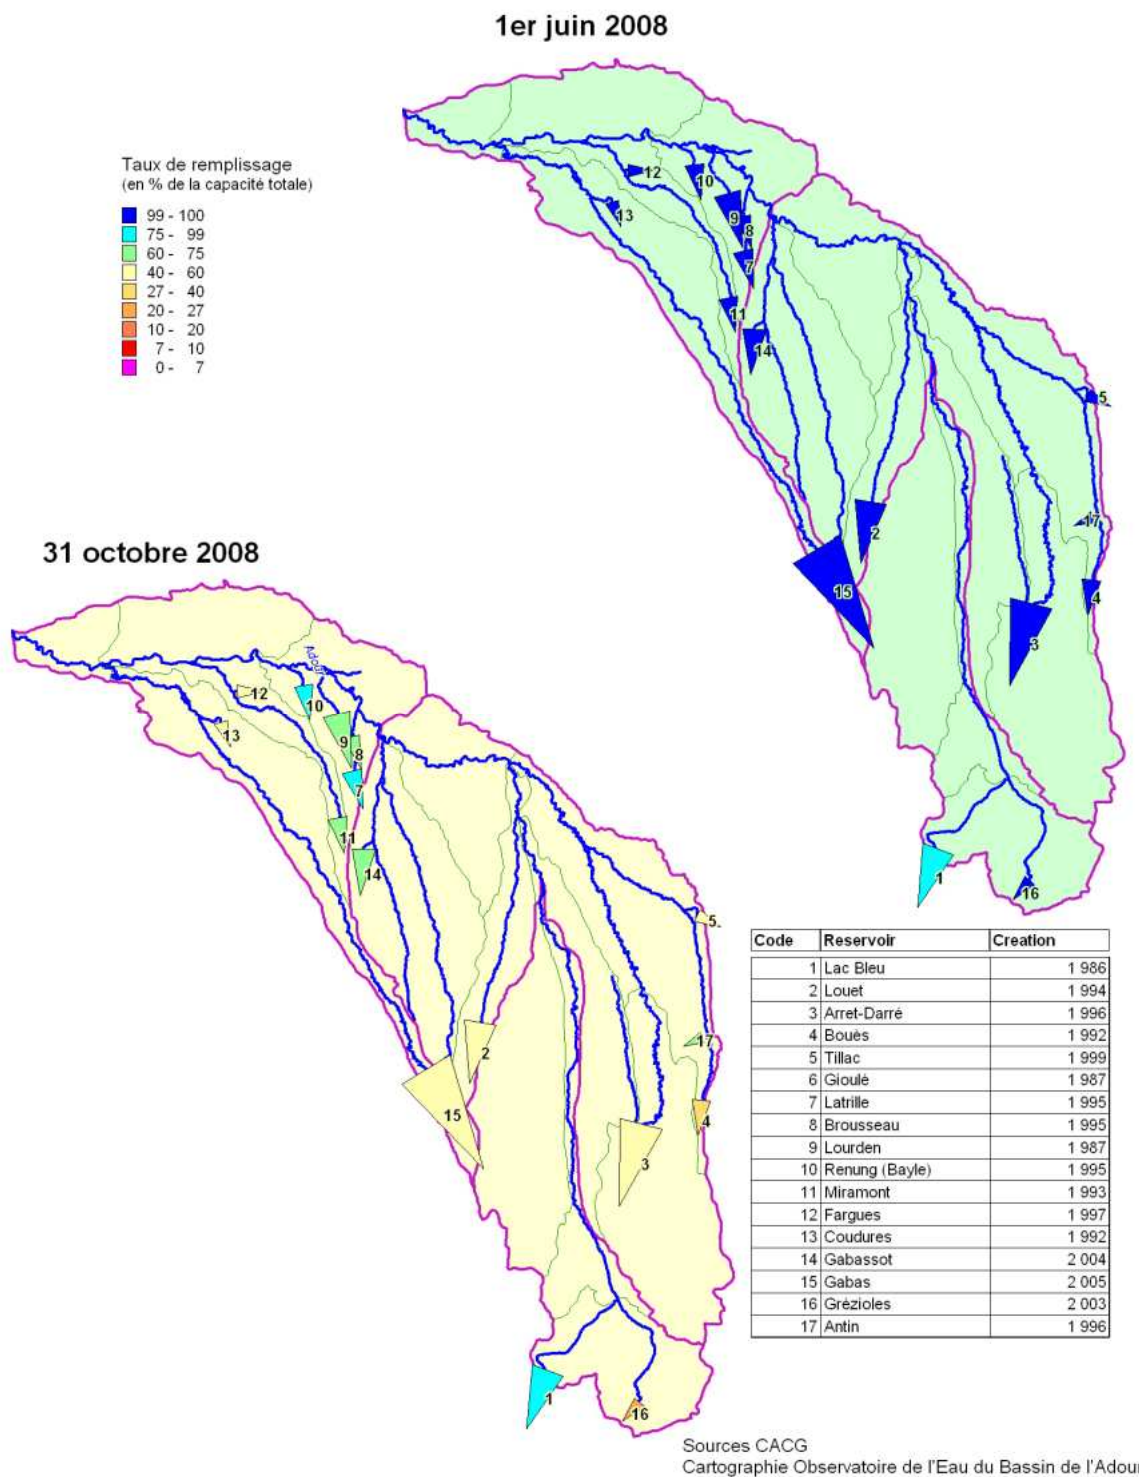 1er juin 2008
Taux de remplissage
(en % de la capacité totale)
99 - 100
75 - 99
60 - 75
40 - 60
27 - 40
20 - 27
10 - 20
7 - 10
0 - 7
12
10
13
9
8
7
11
14
5
2
17
15
4
3
1
16
31 octobre 2008
Adour
12
10
13
9
8
7
11
14
5
2
17
15
4
3
1
16
Code Reservoir Creation
1 Lac Bleu 1 986
2 Louet 1 994
3 Arret-Darré 1 996
4 Bouès 1 992
5 Tillac 1 999
6 Gioulé 1 987
7 Latrille 1 995
8 Brousseau 1 995
9 Lourden 1 987
10 Renung (Bayle) 1 995
11 Miramont 1 993
12 Fargues 1 997
13 Coudures 1 992
14 Gabassot 2 004
15 Gabas 2 005
16 Grézioles 2 003
17 Antin 1 996
Sources CACG
Cartographie Observatoire de l'Eau du Bassin de l'Adour